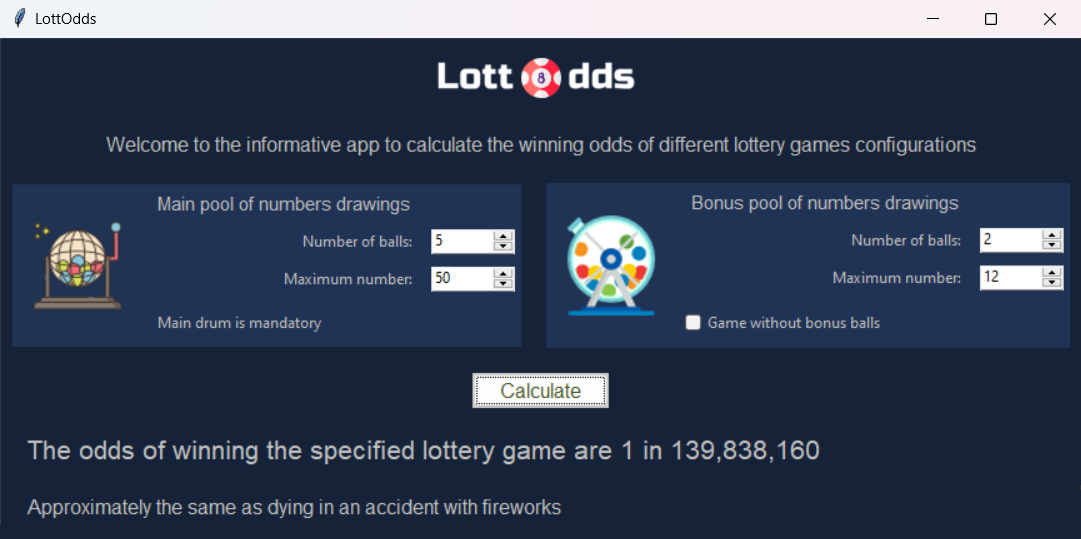 LottOdds
Lott 8 dds
Welcome to the informative app to calculate the winning odds of different lottery games configurations
Main pool of numbers drawings
Number of balls: 5
Maximum number: 50
Main drum is mandatory
Bonus pool of numbers drawings
Number of balls: 2
Maximum number: 12
Game without bonus balls
Calculate
The odds of winning the specified lottery game are 1 in 139,838,160
Approximately the same as dying in an accident with fireworks